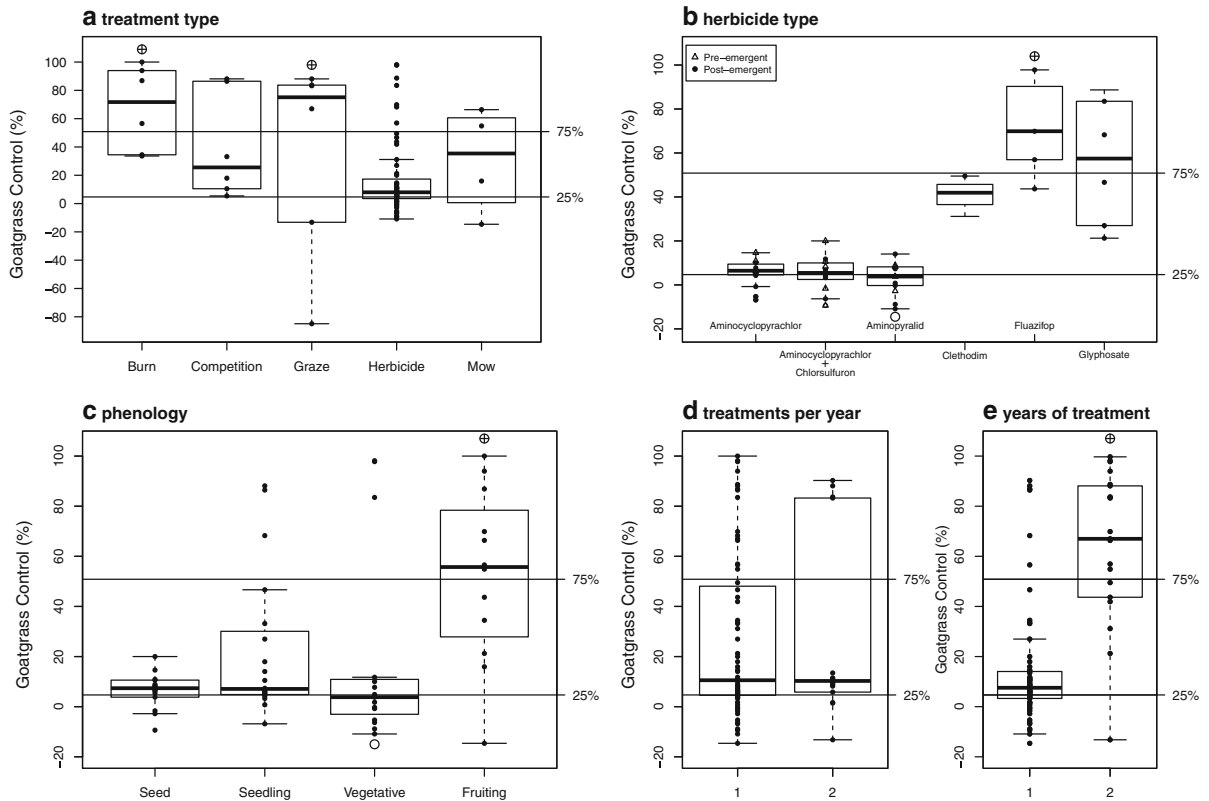 a treatment type
Goatgrass Control (%)
100
80
60
40
20
0
−20
−40
−60
−80
75%
25%
Burn
Competition
Graze
Herbicide
Mow
b herbicide type
Pre−emergent
Post−emergent
Goatgrass Control (%)
100
80
60
40
20
0
−20
75%
25%
Aminocyclopyrachlor
Aminocyclopyrachlor
+
Chlorsulfuron
Aminopyralid
Clethodim
Fluazifop
Glyphosate
c phenology
Goatgrass Control (%)
100
80
60
40
20
0
−20
75%
25%
Seed
Seedling
Vegetative
Fruiting
d treatments per year
Goatgrass Control (%)
100
80
60
40
20
0
−20
75%
25%
1
2
e years of treatment
Goatgrass Control (%)
100
80
60
40
20
0
−20
75%
25%
1
2